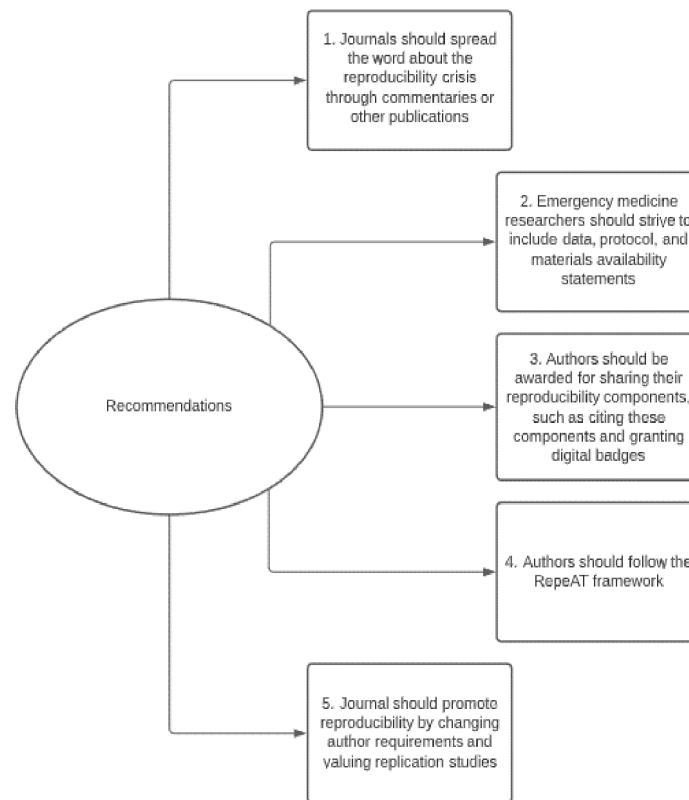 1. Journals should spread
the word about the
reproducibility crisis
through commentaries or
other publications
2. Emergency medicine
researchers should strive to
include data, protocol, and
materials availability
statements
3. Authors should be
awarded for sharing their
reproducibility components,
such as citing these
components and granting
digital badges
Recommendations
4. Authors should follow the
RepeAT framework
5. Journal should promote
reproducibility by changing
author requirements and
valuing replication studies